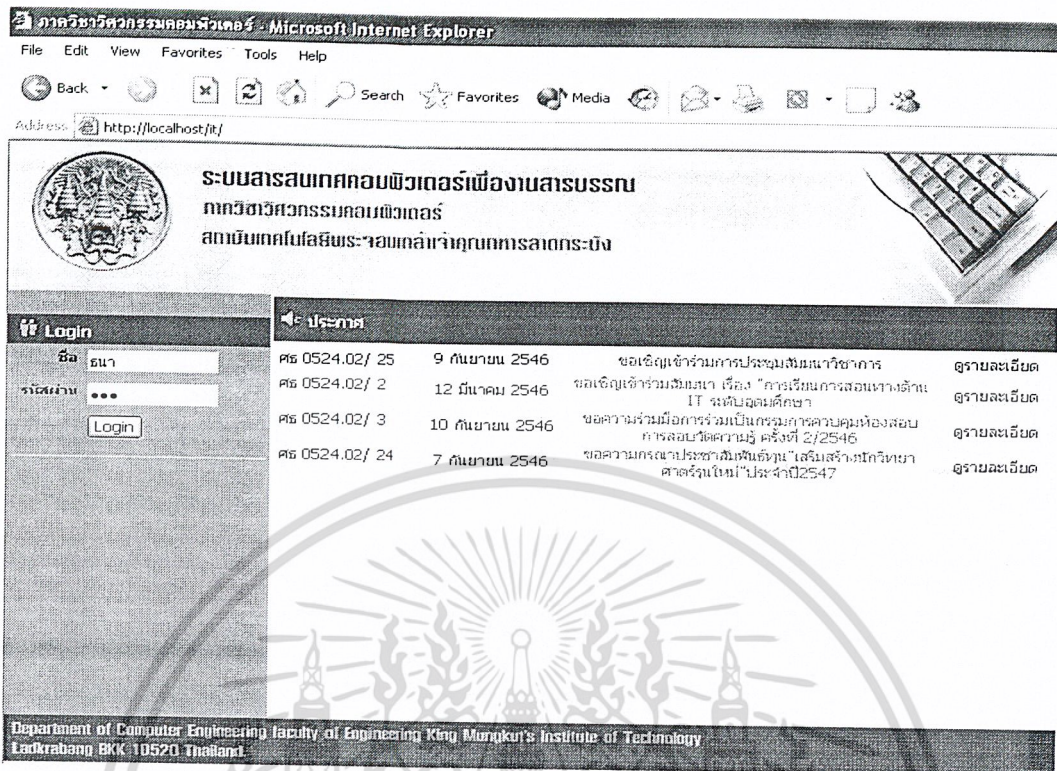 ภาควิชาวิศวกรรมคอมพิวเตอร์ - Microsoft Internet Explorer
File Edit View Favorites Tools Help
Back Search Favorites Media
Address http://localhost/it/
ระบบสารสนเทศคอมพิวเตอร์เพื่องานสารบรรณ
ภาควิชาวิศวกรรมคอมพิวเตอร์
สถาบันเทคโนโลยีพระจอมเกล้าเจ้าคุณทหารลาดกระบัง
Login
ชื่อ ธนา
รหัสผ่าน •••
Login
ประกาศ
ศธ 0524.02/ 25 9 กันยายน 2546 ขอเชิญเข้าร่วมการประชุมสัมมนาวิชาการ ดูรายละเอียด
ศธ 0524.02/ 2 12 มีนาคม 2546 ขอเชิญเข้าร่วมสัมมนา เรื่อง "การเรียนการสอนทางด้าน
IT ระดับอุดมศึกษา ดูรายละเอียด
ศธ 0524.02/ 3 10 กันยายน 2546 ขอความร่วมมือการร่วมเป็นกรรมการควบคุมห้องสอบ
การสอบวัดความรู้ ครั้งที่ 2/2546 ดูรายละเอียด
ศธ 0524.02/ 24 7 กันยายน 2546 ขอความกรุณาประชาสัมพันธ์ทุน"เสริมสร้างนักวิทยา
ศาตร์รุ่นใหม่"ประจำปี2547 ดูรายละเอียด
Department of Computer Engineering faculty of Engineering King Mungkut's Institute of Technology
Ladkrabang BKK 10520 Thailand.